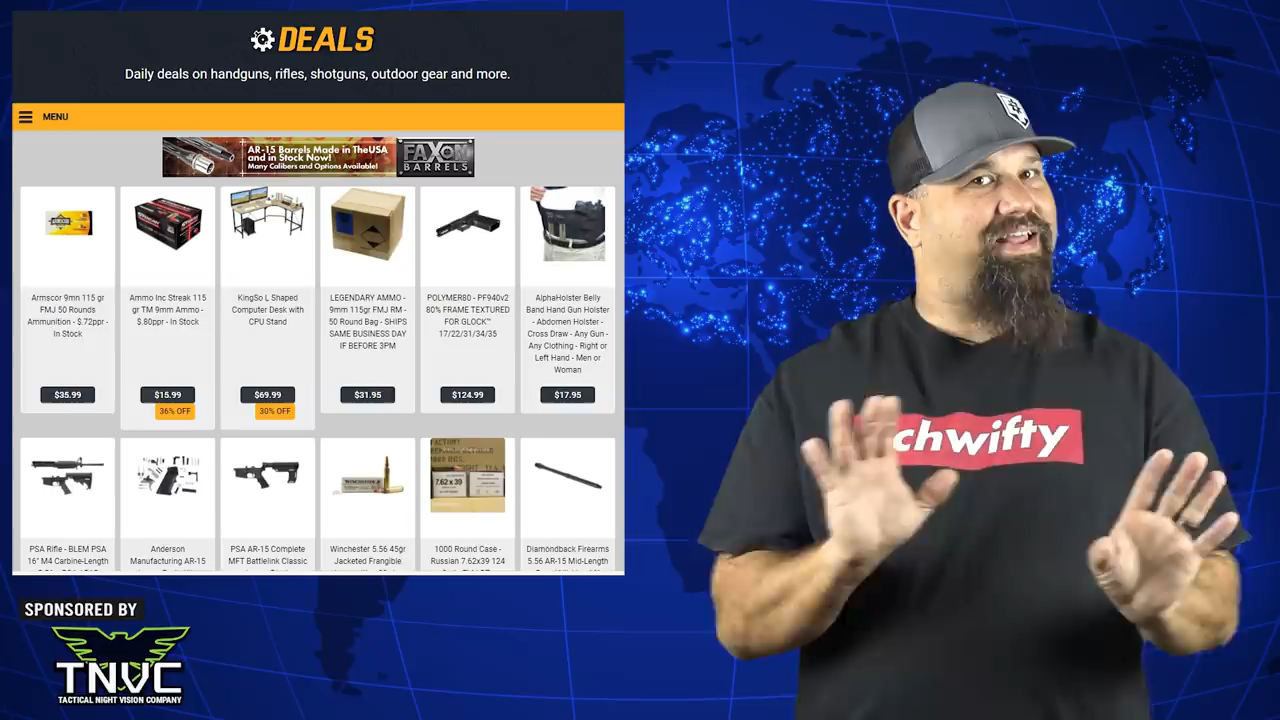 DEALS
Daily deals on handguns, rifles, shotguns, outdoor gear and more.
MENU
AR-15 Barrels Made in TheUSA
and in Stock Now!
Many Calibers and Options Available!
FAXON
BARRELS
Armscor 9mn 115 gr
FMJ 50 Rounds
Ammunition - $.72ppr -
In Stock
$35.99
Ammo Inc Streak 115
gr TM 9mm Ammo -
$.80ppr - In Stock
$15.99
36% OFF
KingSo L Shaped
Computer Desk with
CPU Stand
$69.99
30% OFF
LEGENDARY AMMO -
9mm 115gr FMJ RM -
50 Round Bag - SHIPS
SAME BUSINESS DAY
IF BEFORE 3PM
$31.95
POLYMER80 - PF940v2
80% FRAME TEXTURED
FOR GLOCK™
17/22/31/34/35
$124.99
AlphaHolster Belly
Band Hand Gun Holster
- Abdomen Holster -
Cross Draw - Any Gun -
Any Clothing - Right or
Left Hand - Men or
Woman
$17.95
7.62 x 39
PSA Rifle - BLEM PSA
16" M4 Carbine-Length
Anderson
Manufacturing AR-15
PSA AR-15 Complete
MFT Battlelink Classic
Winchester 5.56 45gr
Jacketed Frangible
1000 Round Case -
Russian 7.62x39 124
Diamondback Firearms
5.56 AR-15 Mid-Length
SPONSORED BY
TNVC
TACTICAL NIGHT VISION COMPANY
chwifty